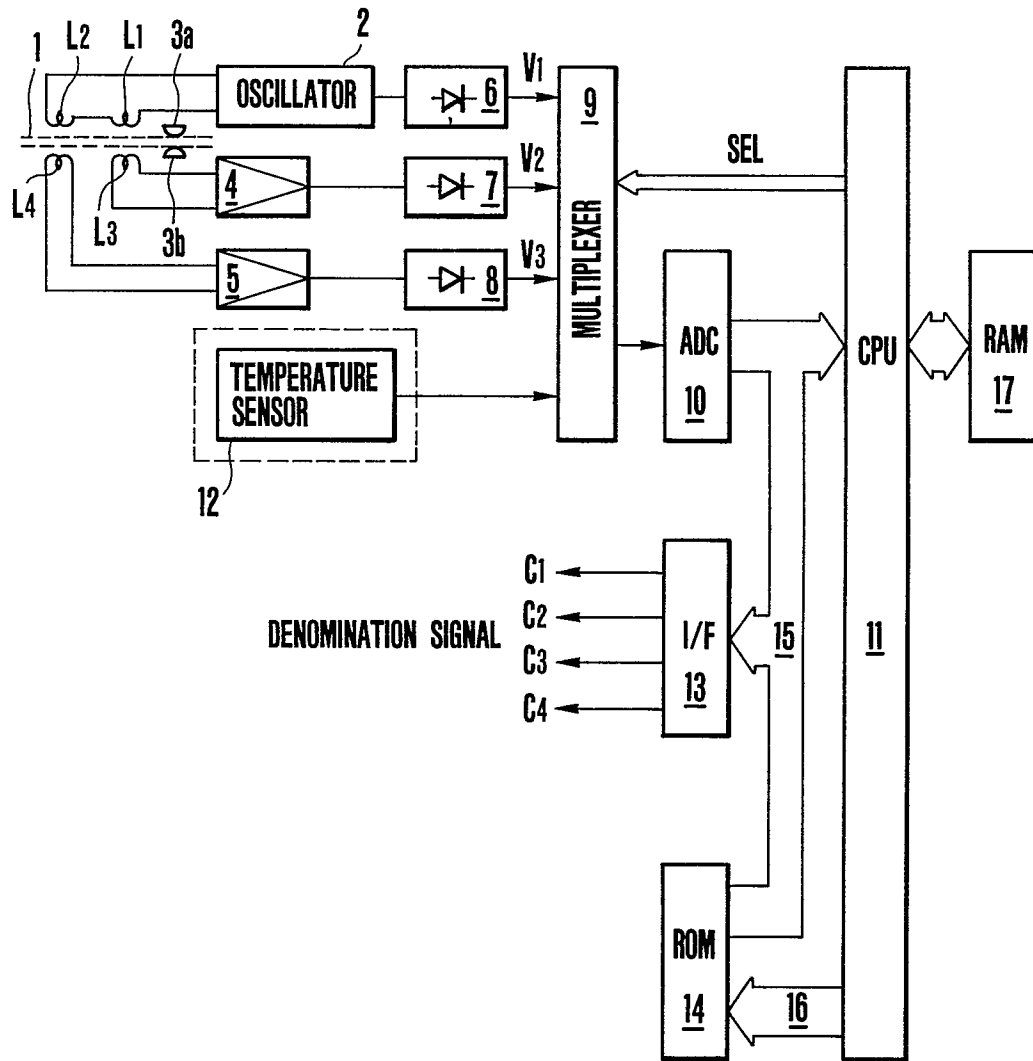 1
L2
L1
3a
2
OSCILLATOR
6
V1
9
MULTIPLEXER
SEL
CPU
11
RAM
17
L4
L3
3b
4
7
V2
5
8
V3
ADC
10
TEMPERATURE
SENSOR
12
DENOMINATION SIGNAL
C1
C2
C3
C4
I/F
13
15
ROM
14
16